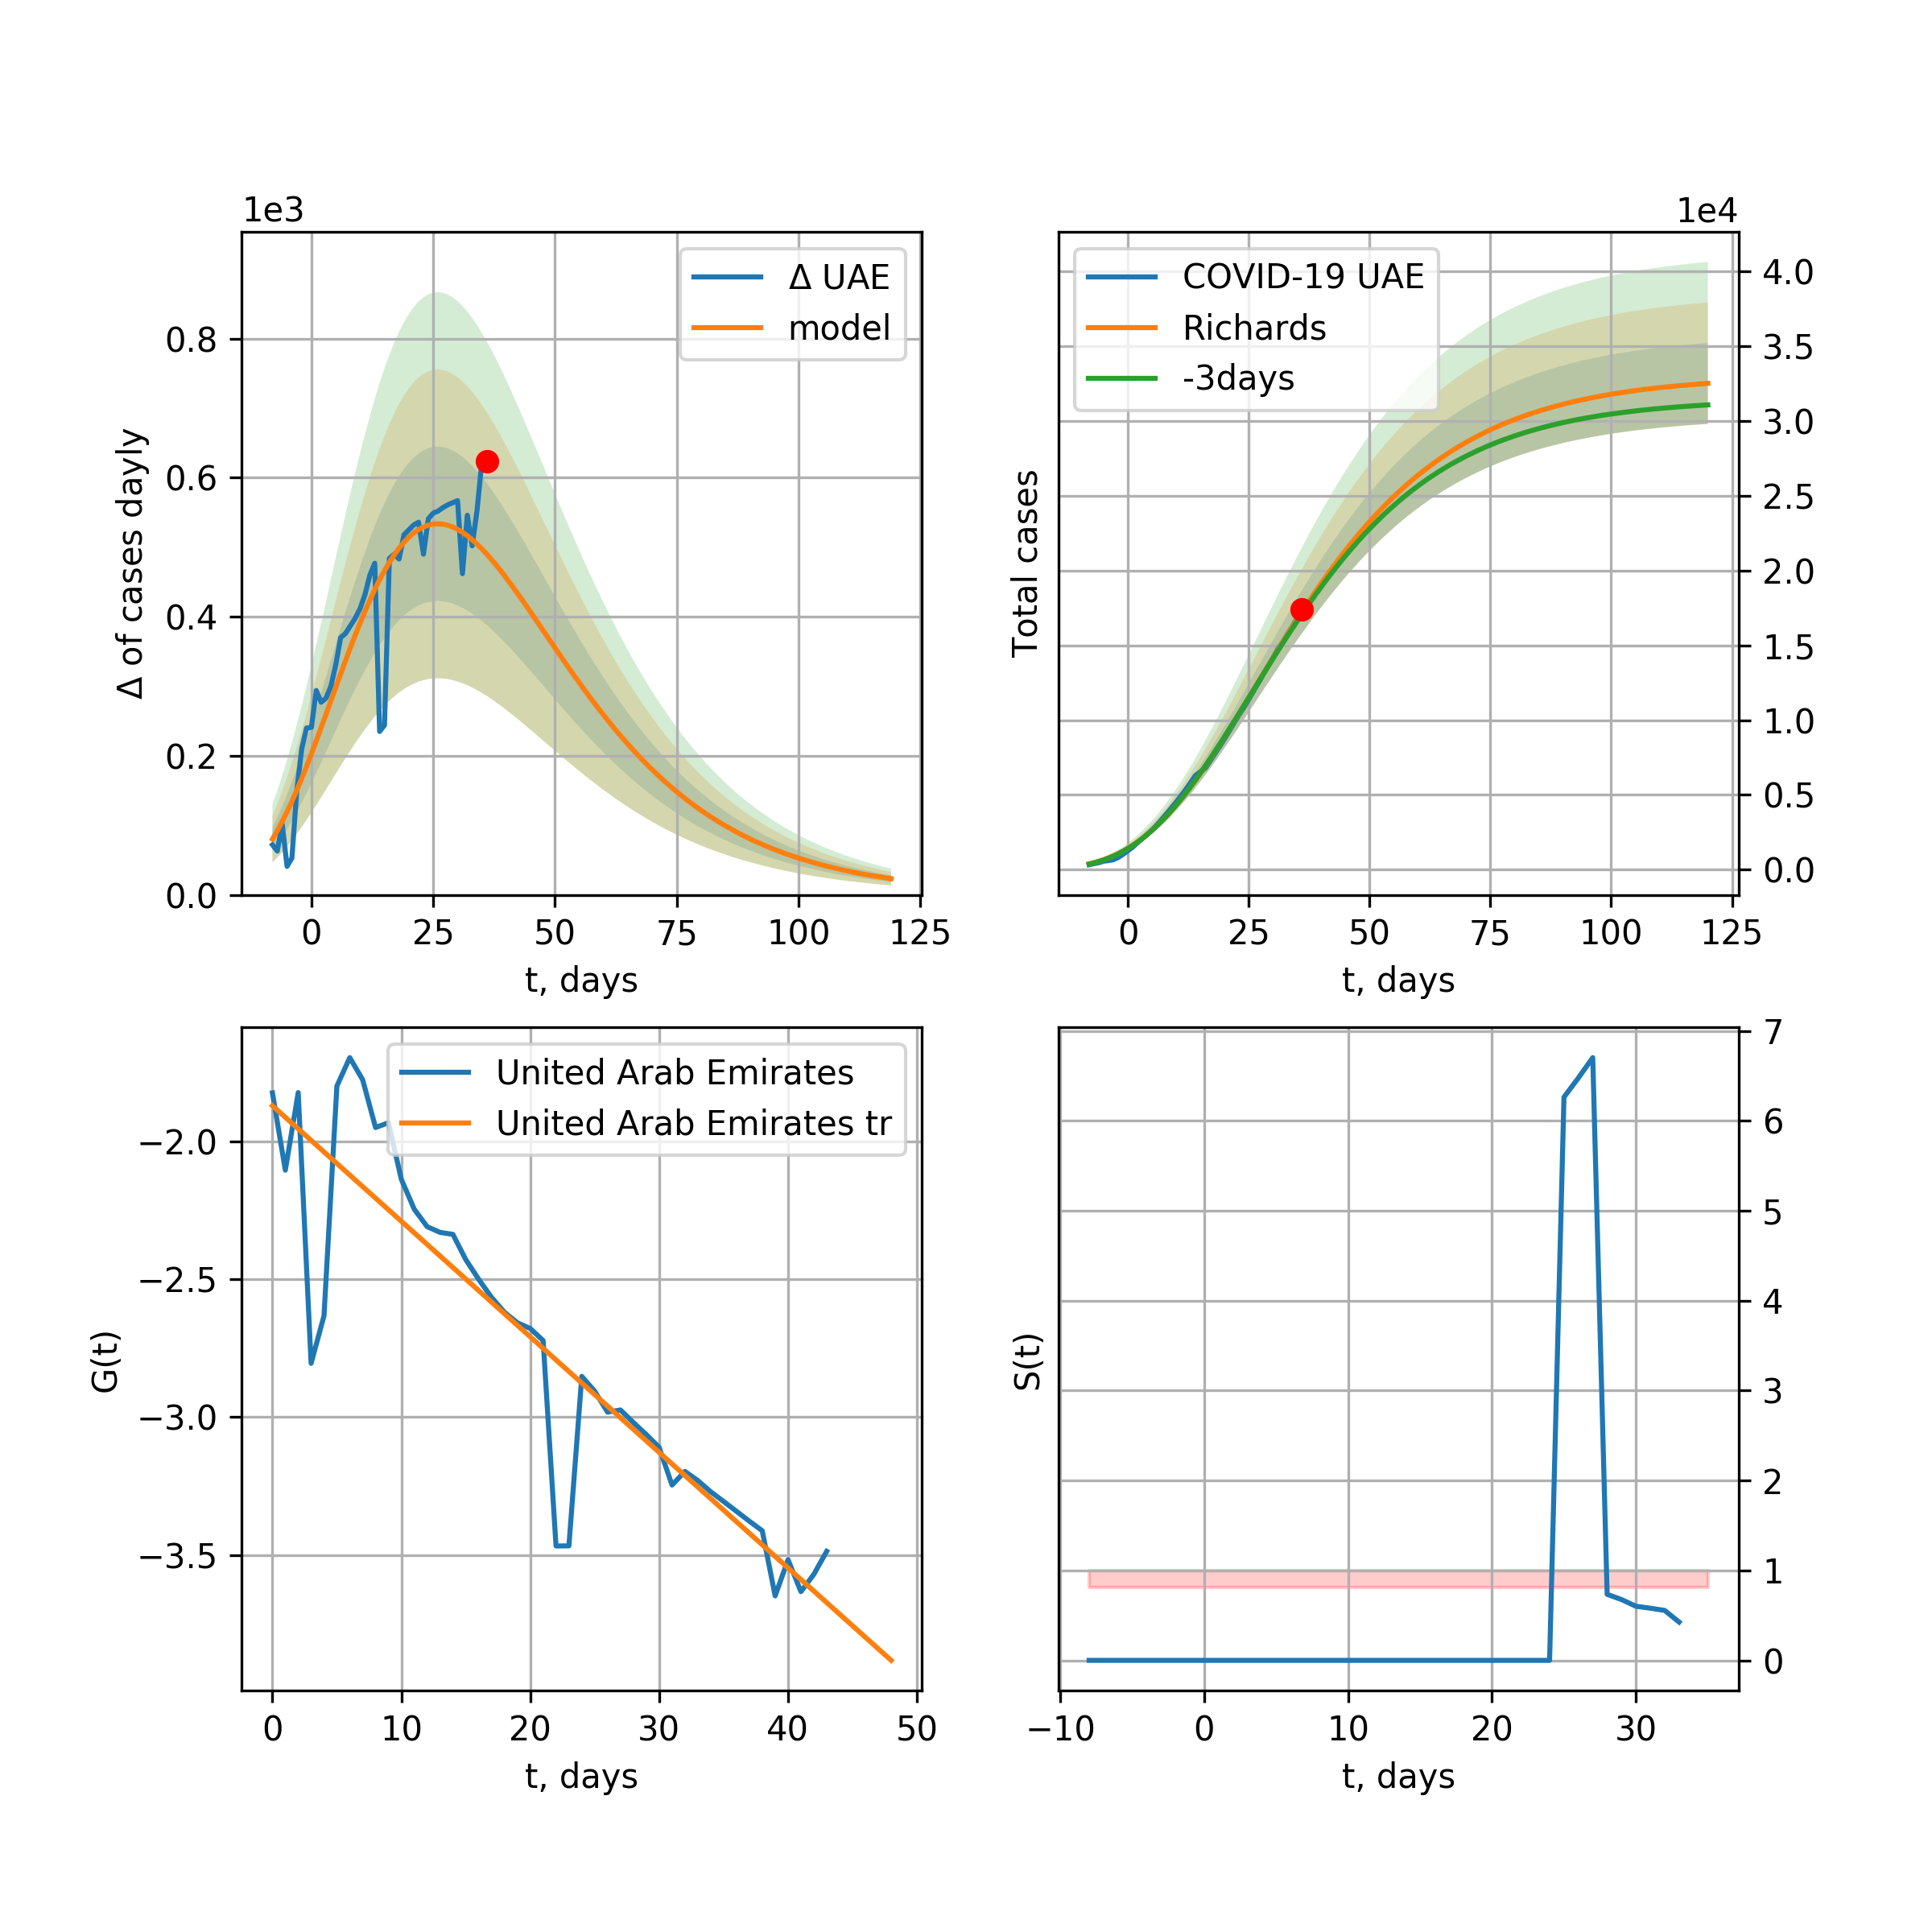 1e3
Δ UAE
model
0.8
0.6
0.4
0.2
0.0
Δ of cases dayly
0 25 50 75 100 125
t, days
1e4
COVID-19 UAE
Richards
-3days
4.0
3.5
3.0
2.5
2.0
1.5
1.0
0.5
0.0
Total cases
0 25 50 75 100 125
t, days
United Arab Emirates
United Arab Emirates tr
−2.0
−2.5
−3.0
−3.5
G(t)
0 10 20 30 40 50
t, days
7
6
5
4
3
2
1
0
S(t)
−10 0 10 20 30
t, days